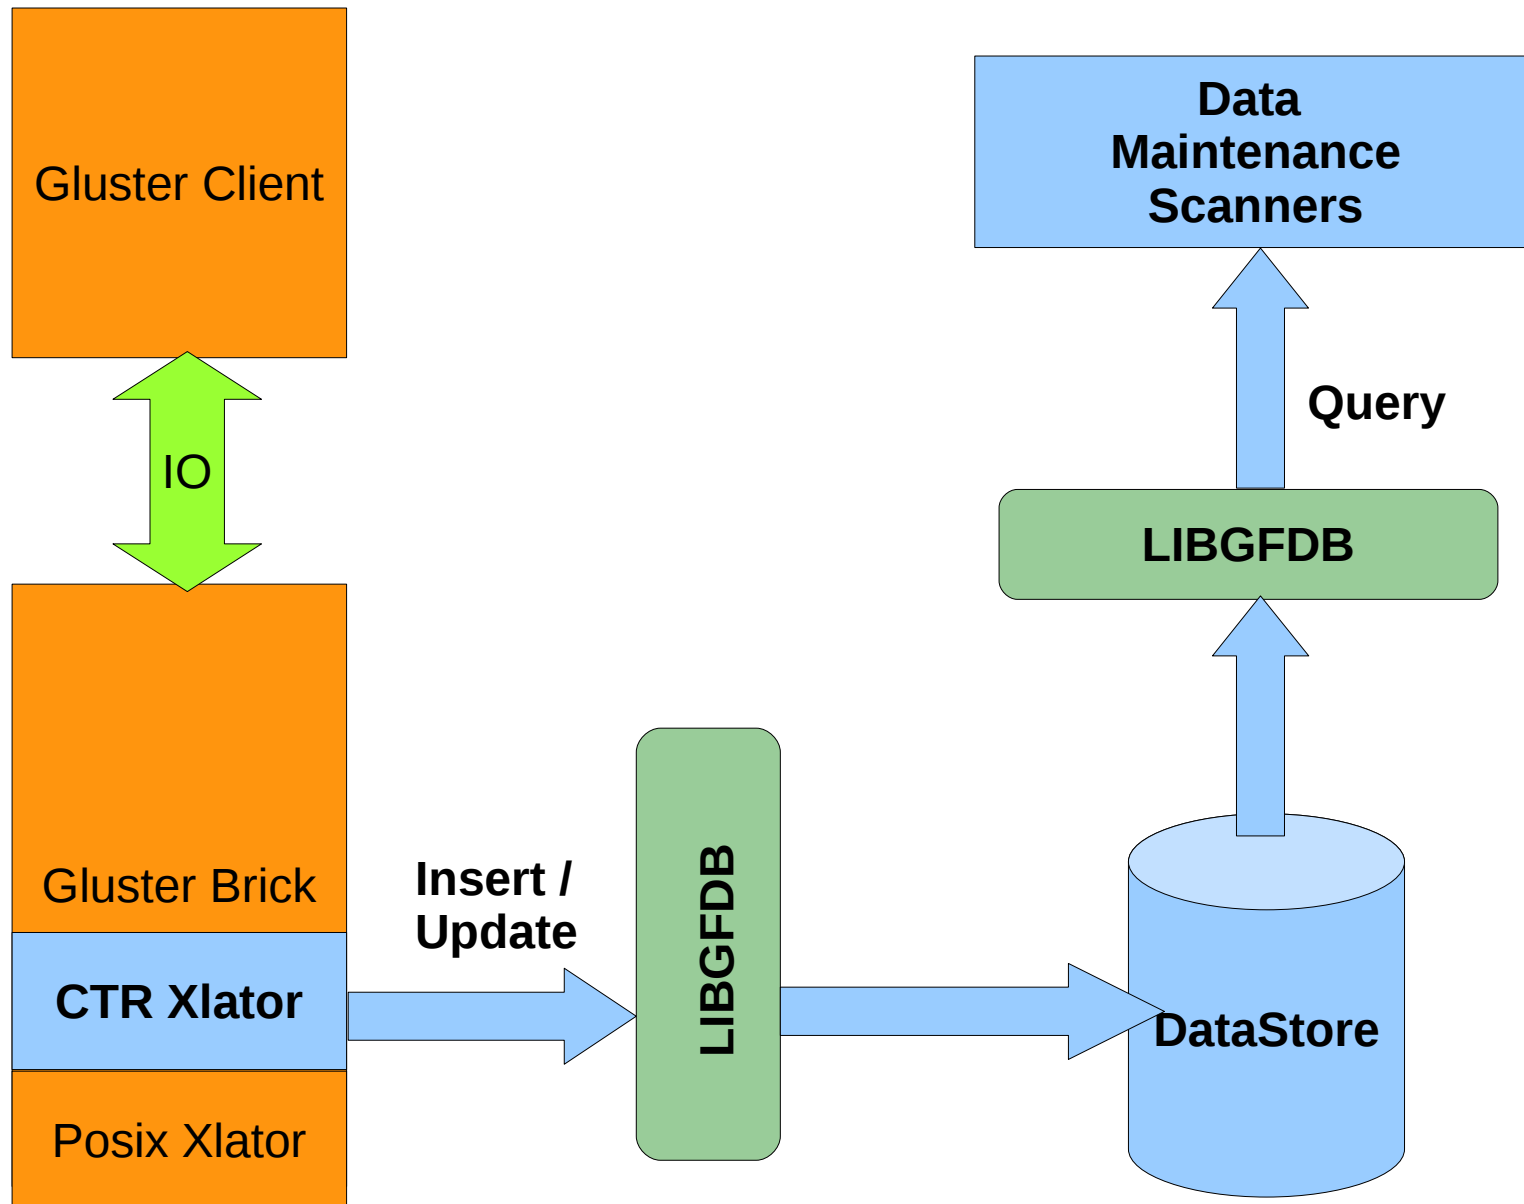 Gluster Client
IO
Gluster Brick
CTR Xlator
Posix Xlator
Insert /
Update
LIBGFDB
DataStore
LIBGFDB
Query
Data
Maintenance
Scanners